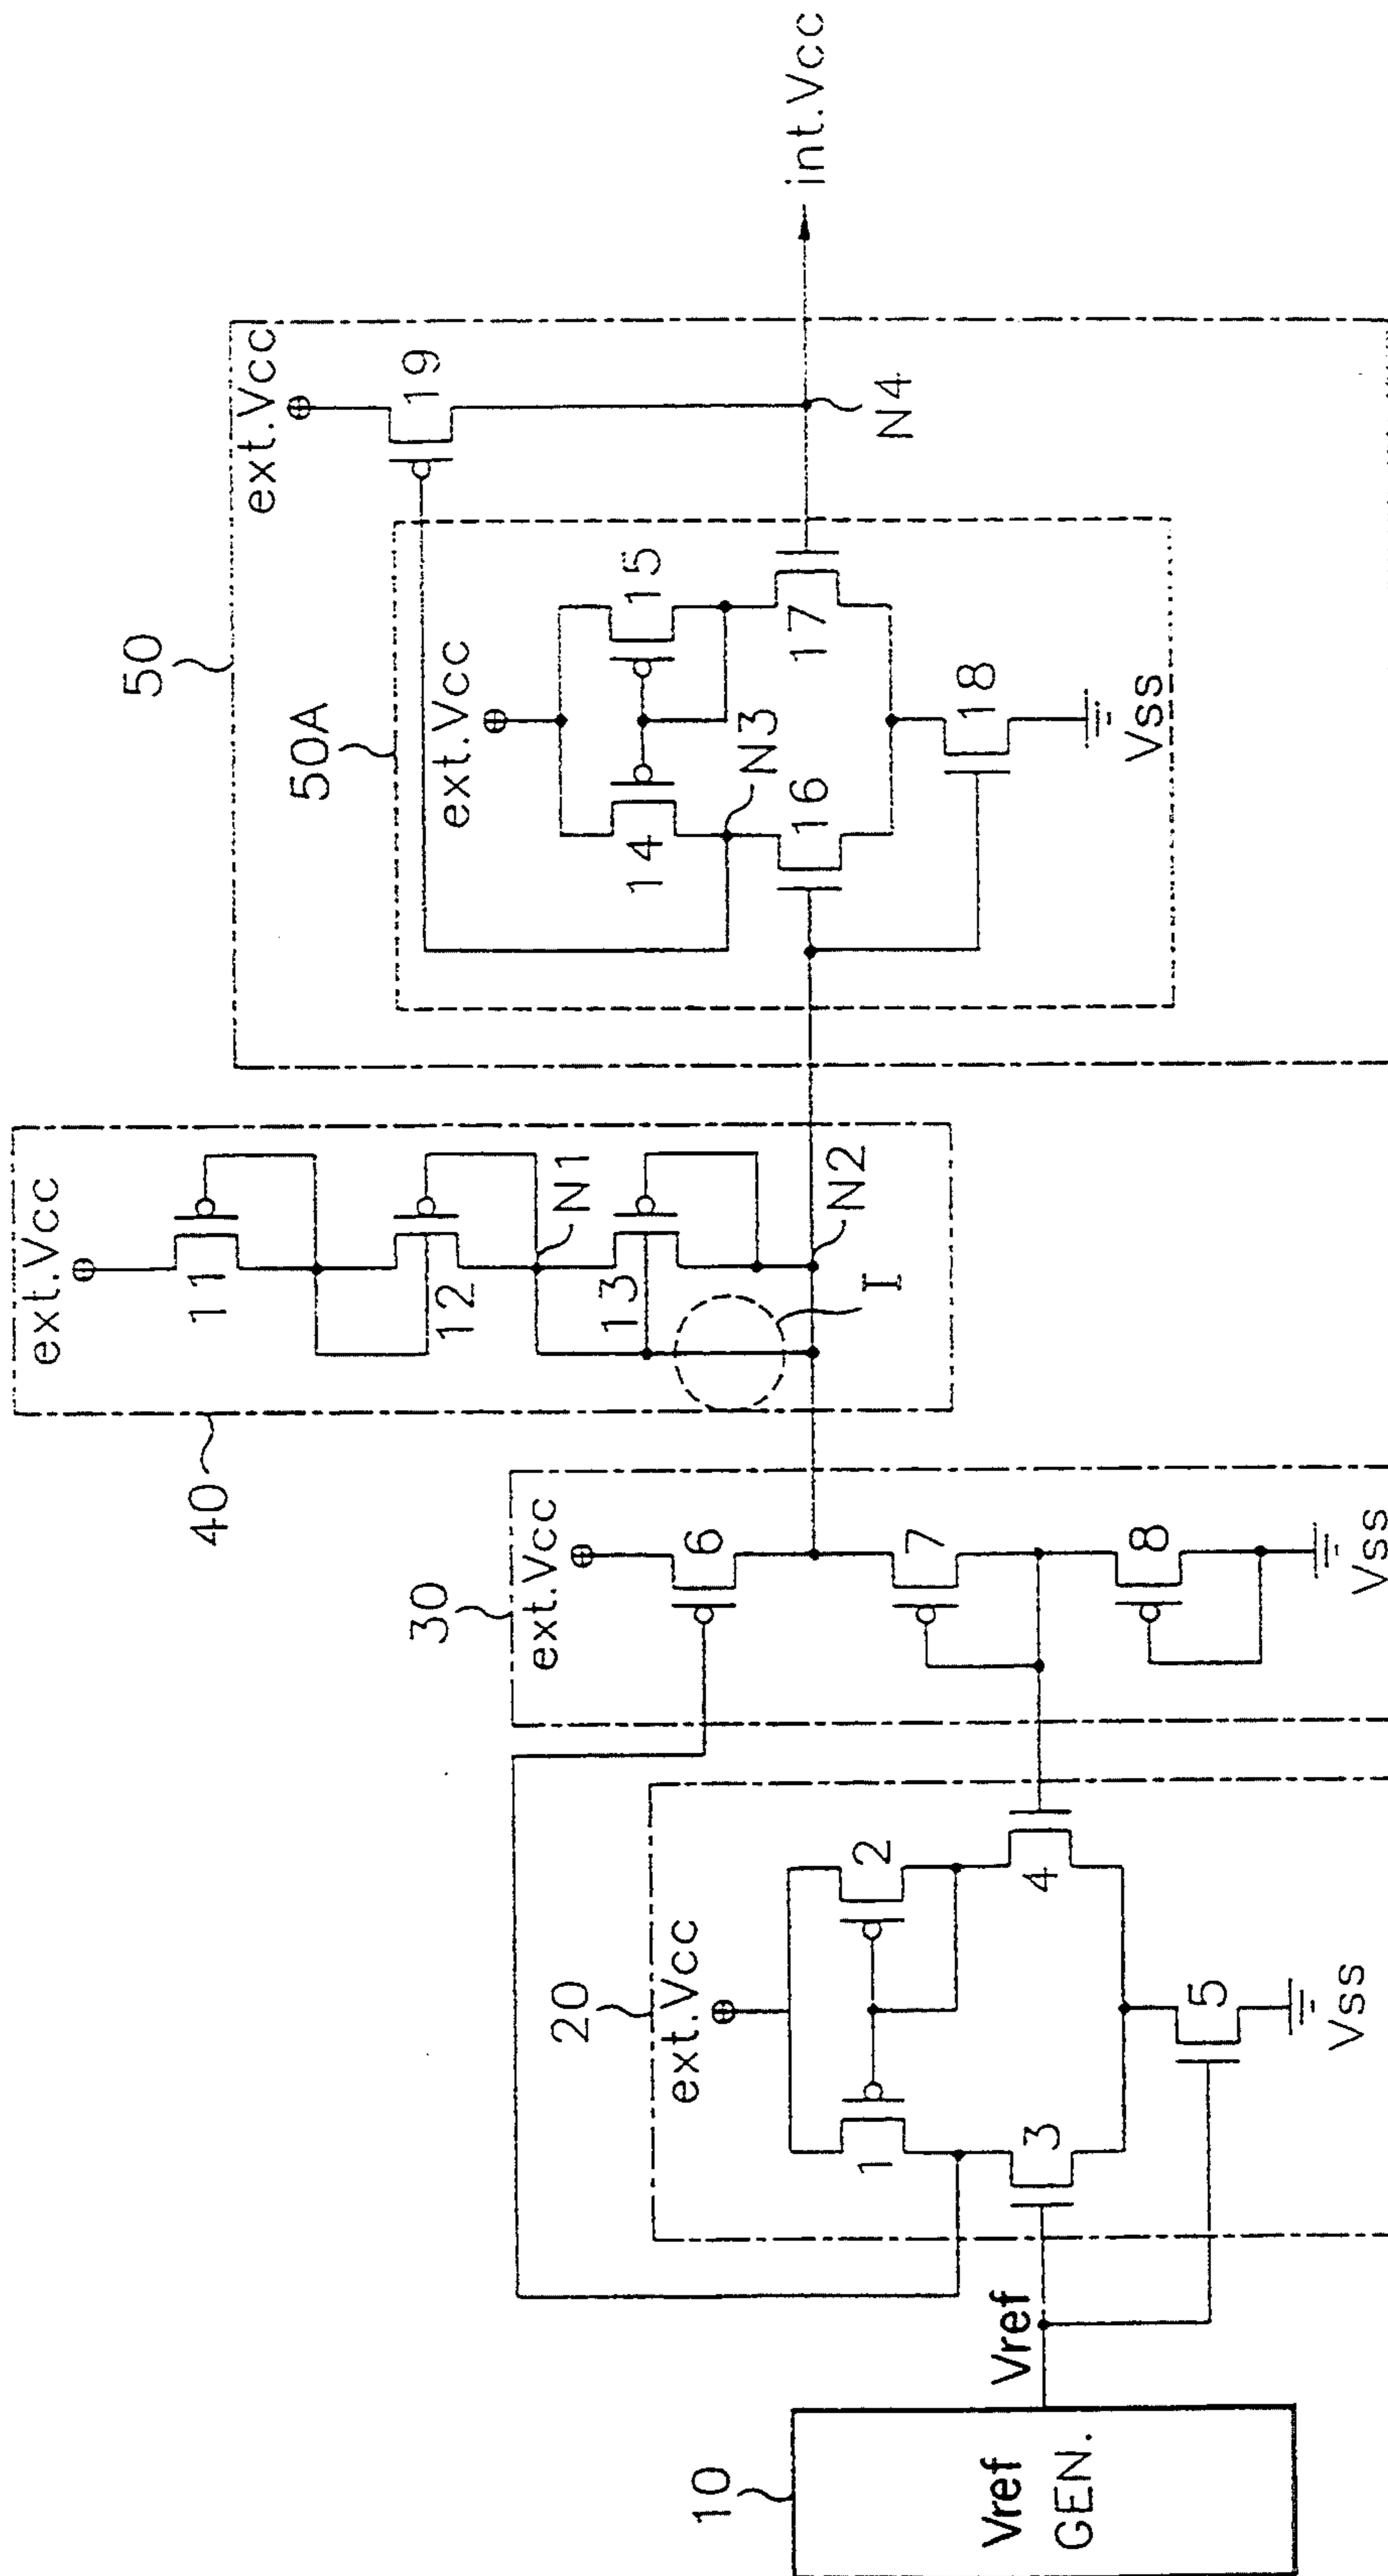 10
Vref
GEN.
Vref
20
ext.Vcc
1
2
3
4
5
Vss
30
ext.Vcc
6
7
8
Vss
40
ext.Vcc
11
12
N1
13
I
N2
50
50A
ext.Vcc
14
15
N3
16
17
18
Vss
ext.Vcc
19
N4
int.Vcc